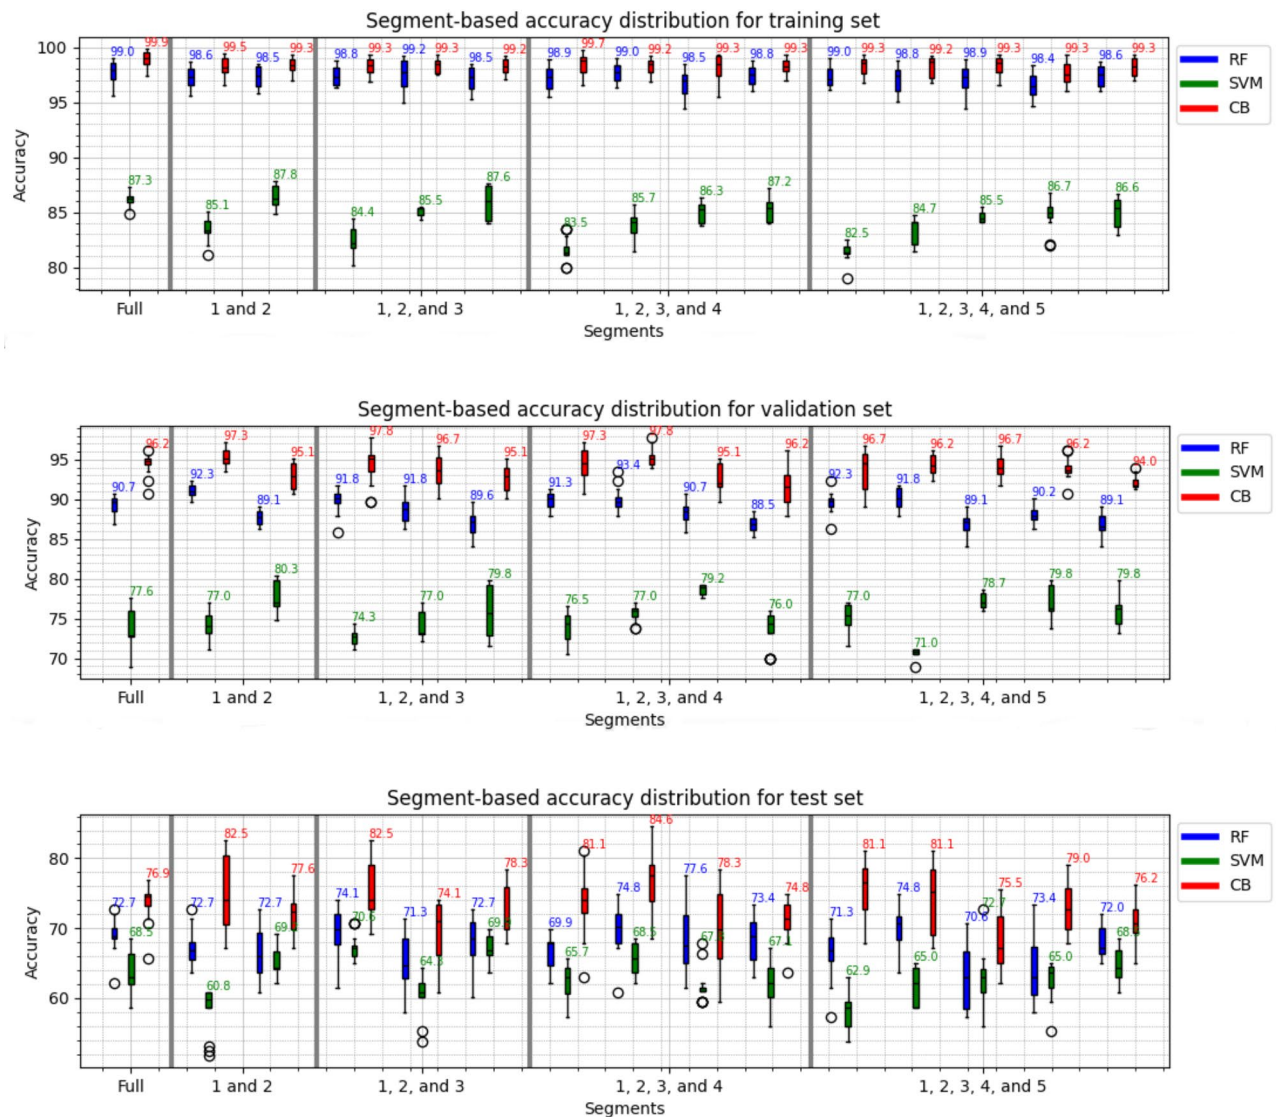 Segment-based accuracy distribution for training set
99.0 99.9 98.6 99.5 98.5 99.3 98.8 99.3 99.2 99.3 98.5 99.2 98.9 99.7 99.0 99.2 98.5 99.3 98.8 99.3 99.0 99.3 98.8 99.2 98.9 99.3 98.4 99.3 98.6 99.3
87.3 85.1 87.8 84.4 85.5 87.6 83.5 85.7 86.3 87.2 82.5 84.7 85.5 86.7 86.6
100
95
90
85
80
Accuracy
RF
SVM
CB
Full 1 and 2 1, 2, and 3 1, 2, 3, and 4 1, 2, 3, 4, and 5
Segments
Segment-based accuracy distribution for validation set
90.7 96.2 92.3 97.3 89.1 95.1 91.8 97.8 91.8 96.7 89.6 95.1 91.3 97.3 93.4 97.8 90.7 95.1 88.5 96.2 92.3 96.7 91.8 96.2 89.1 96.7 90.2 96.2 89.1 94.0
77.6 77.0 80.3 74.3 77.0 79.8 76.5 77.0 79.2 76.0 77.0 71.0 78.7 79.8 79.8
95
90
85
80
75
70
Accuracy
RF
SVM
CB
Full 1 and 2 1, 2, and 3 1, 2, 3, and 4 1, 2, 3, 4, and 5
Segments
Segment-based accuracy distribution for test set
72.7 76.9 72.7 82.5 72.7 77.6 74.1 82.5 71.3 74.1 72.7 78.3 69.9 81.1 74.8 84.6 77.6 78.3 73.4 74.8 71.3 81.1 74.8 81.1 75.5 73.4 79.0 72.0 76.2
68.5 60.8 70.6 65.7 68.5 62.9 65.0 72.7 65.0
80
70
60
Accuracy
RF
SVM
CB
Full 1 and 2 1, 2, and 3 1, 2, 3, and 4 1, 2, 3, 4, and 5
Segments